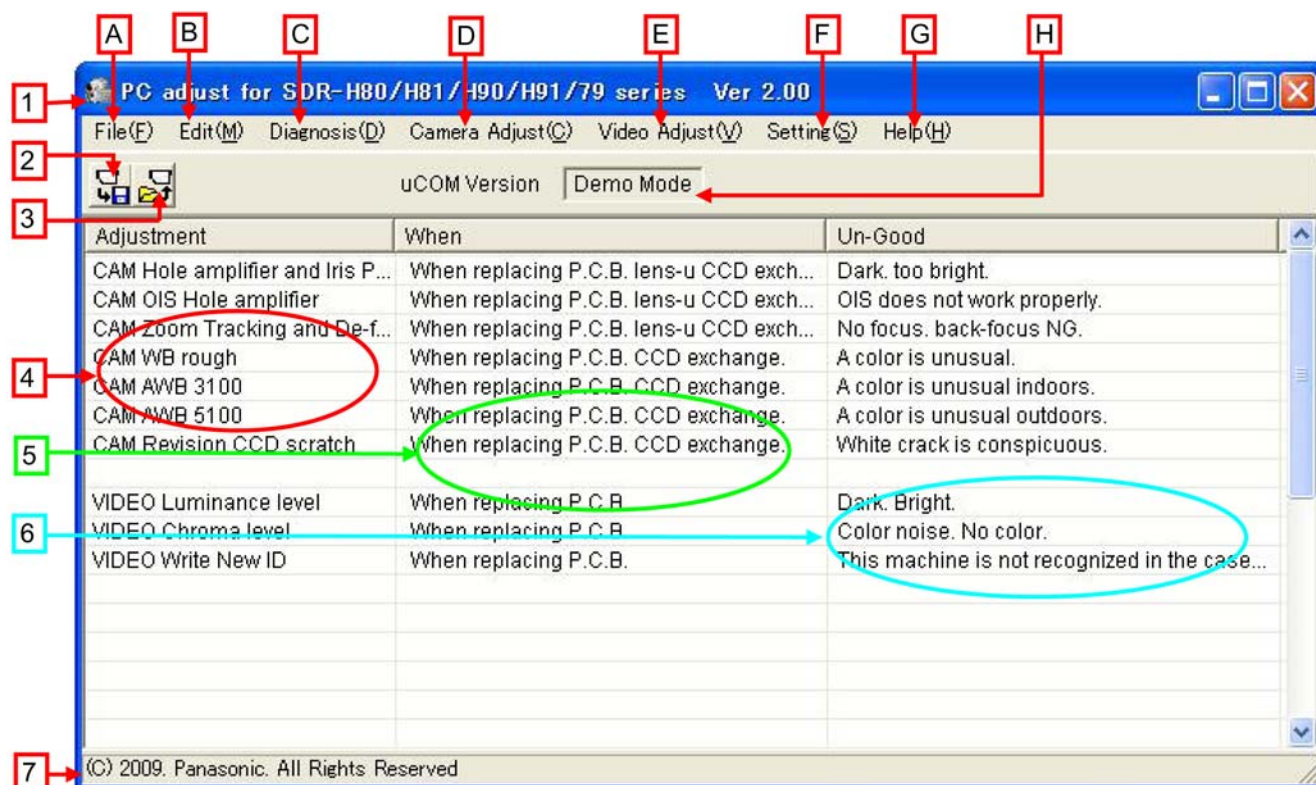 A B C D E F G H
1 PC adjust for SDR-H80/H81/H90/H91/79 series Ver 2.00
File(F) Edit(M) Diagnosis(D) Camera Adjust(C) Video Adjust(V) Setting(S) Help(H)
2
uCOM Version Demo Mode
3
Adjustment When Un-Good
CAM Hole amplifier and Iris P... When replacing P.C.B. lens-u CCD exch... Dark. too bright.
CAM OIS Hole amplifier When replacing P.C.B. lens-u CCD exch... OIS does not work properly.
CAM Zoom Tracking and De-f... When replacing P.C.B. lens-u CCD exch... No focus. back-focus NG.
CAM WB rough When replacing P.C.B. CCD exchange. A color is unusual.
4 CAM AWB 3100 When replacing P.C.B. CCD exchange. A color is unusual indoors.
CAM AWB 5100 When replacing P.C.B. CCD exchange. A color is unusual outdoors.
5 CAM Revision CCD scratch When replacing P.C.B. CCD exchange. White crack is conspicuous.
VIDEO Luminance level When replacing P.C.B. Dark. Bright.
6 VIDEO Chroma level When replacing P.C.B. Color noise. No color.
VIDEO Write New ID When replacing P.C.B. This machine is not recognized in the case...
7 (C) 2009. Panasonic. All Rights Reserved